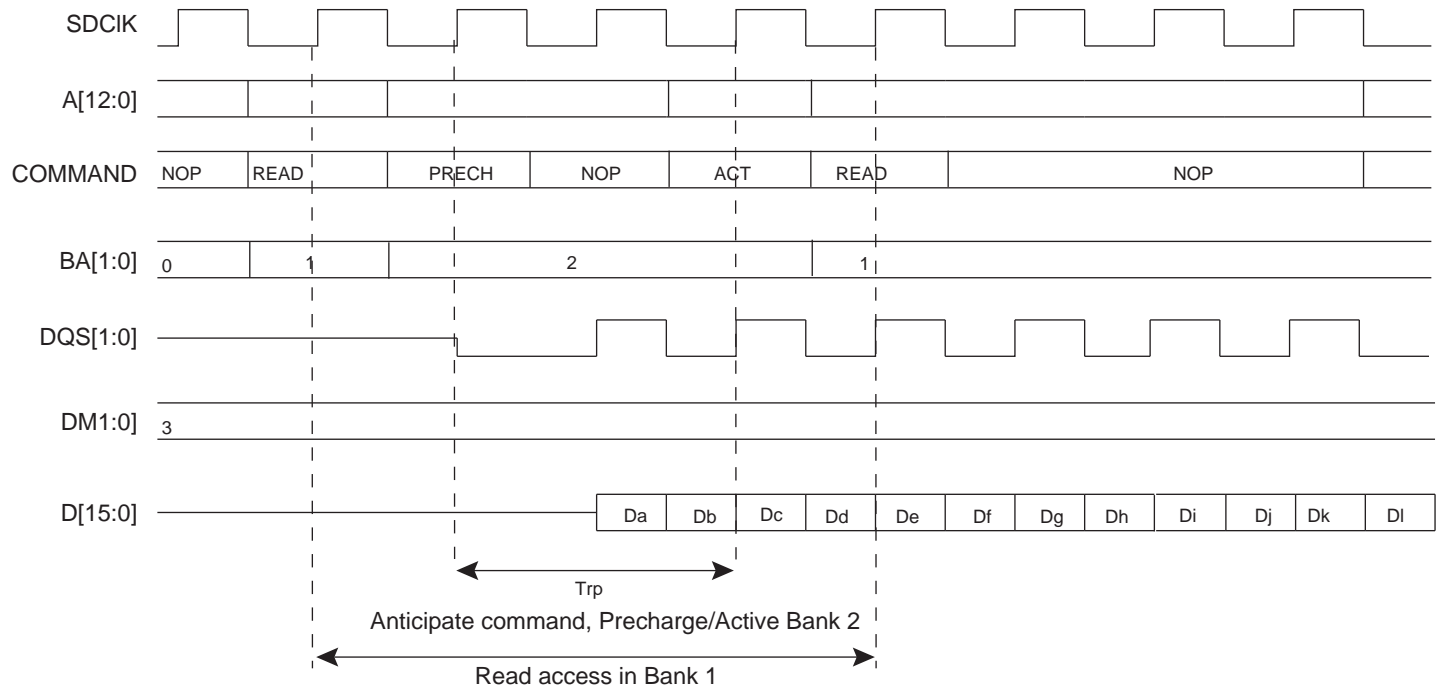 SDClK
A[12:0]
COMMAND NOP READ PRECH NOP ACT READ NOP
BA[1:0] 0 1 2 1
DQS[1:0]
DM1:0] 3
D[15:0] Da Db Dc Dd De Df Dg Dh Di Dj Dk Dl
Trp
Anticipate command, Precharge/Active Bank 2
Read access in Bank 1